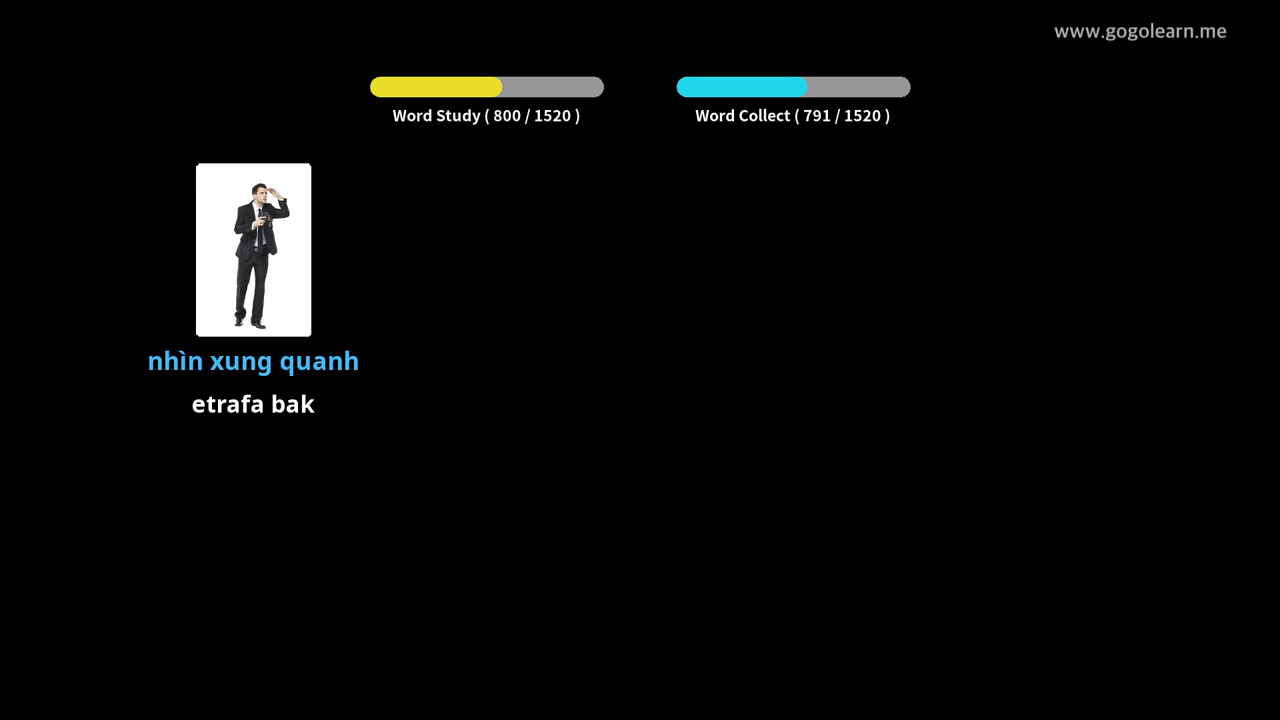 www.gogolearn.me
Word Study ( 800 / 1520 )
Word Collect ( 791 / 1520 )
nhìn xung quanh
etrafa bak